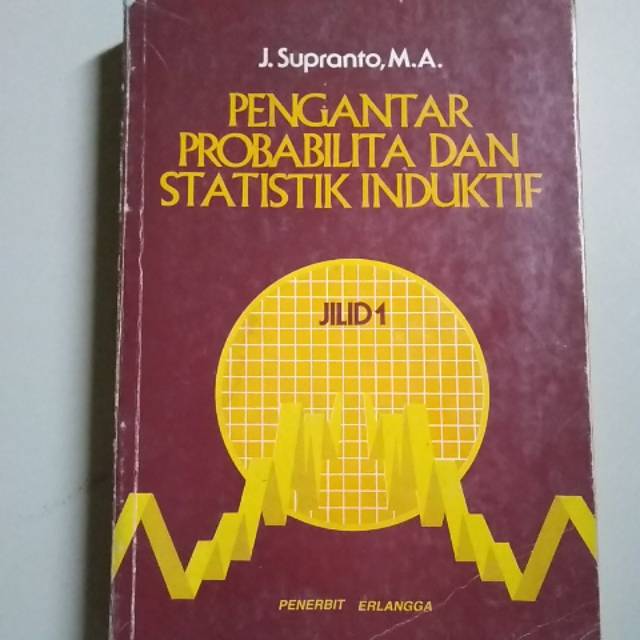 J. Supranto, M.A.
PENGANTAR
PROBABILITA DAN
STATISTIK INDUKTIF
JILID 1
PENERBIT ERLANGGA